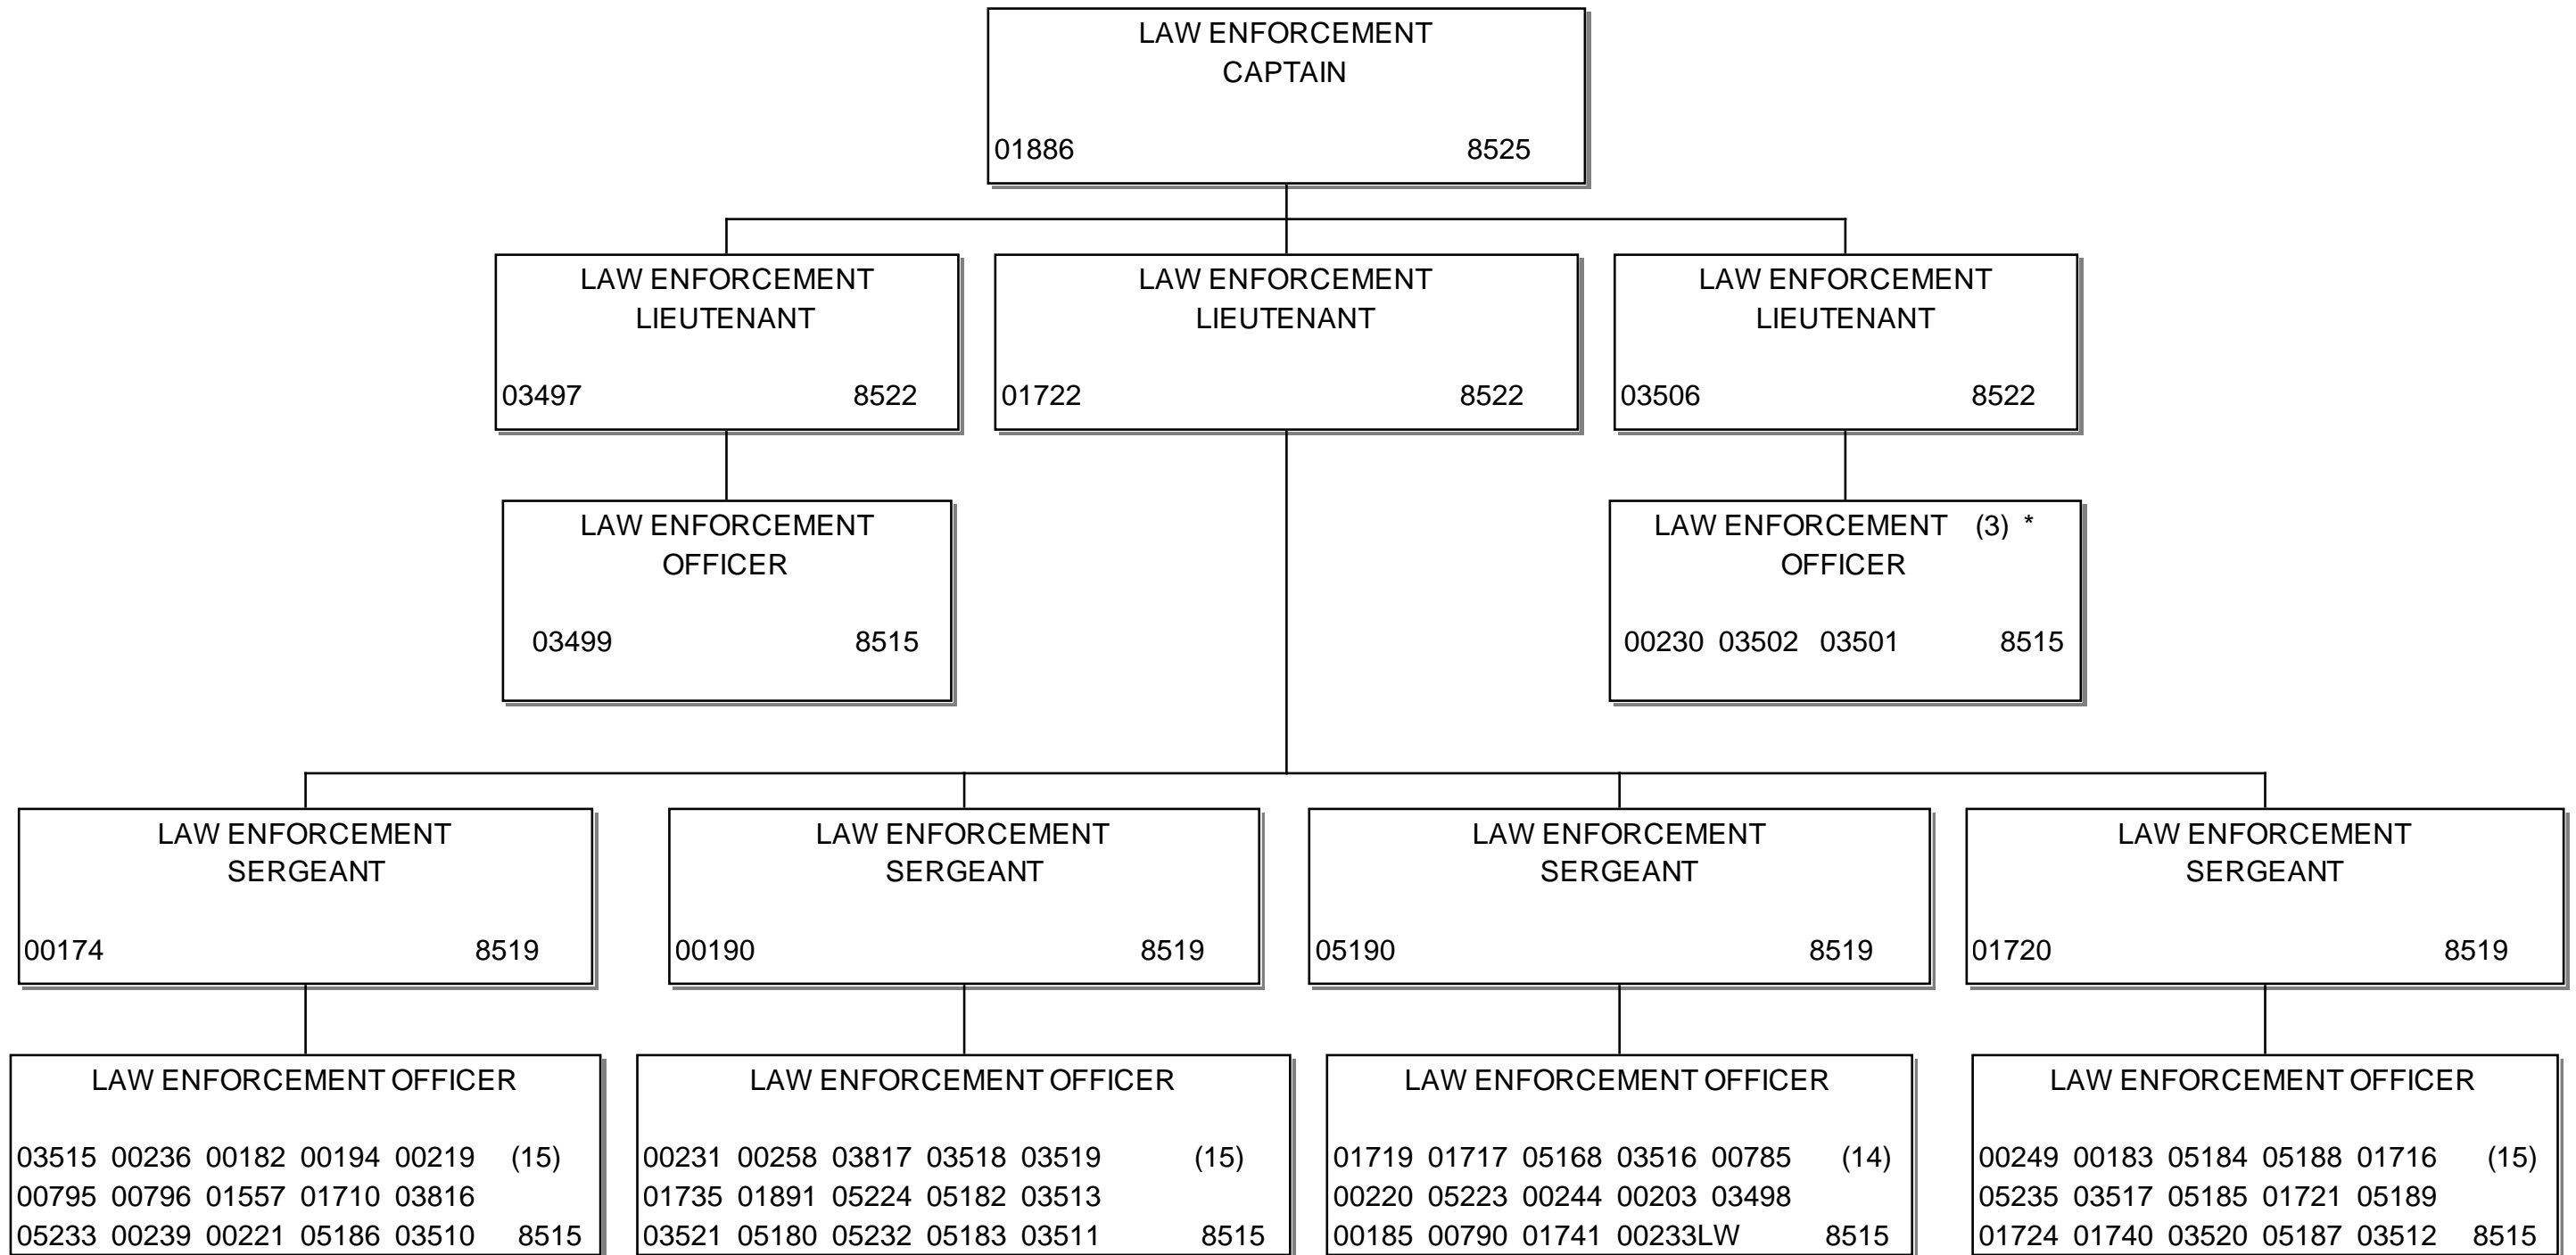 LAW ENFORCEMENT
CAPTAIN
01886 8525
LAW ENFORCEMENT
LIEUTENANT
03497 8522
LAW ENFORCEMENT
LIEUTENANT
01722 8522
LAW ENFORCEMENT
LIEUTENANT
03506 8522
LAW ENFORCEMENT
OFFICER
03499 8515
LAW ENFORCEMENT (3) *
OFFICER
00230 03502 03501 8515
LAW ENFORCEMENT
SERGEANT
00174 8519
LAW ENFORCEMENT
SERGEANT
00190 8519
LAW ENFORCEMENT
SERGEANT
05190 8519
LAW ENFORCEMENT
SERGEANT
01720 8519
LAW ENFORCEMENT OFFICER
03515 00236 00182 00194 00219 (15)
00795 00796 01557 01710 03816
05233 00239 00221 05186 03510 8515
LAW ENFORCEMENT OFFICER
00231 00258 03817 03518 03519 (15)
01735 01891 05224 05182 03513
03521 05180 05232 05183 03511 8515
LAW ENFORCEMENT OFFICER
01719 01717 05168 03516 00785 (14)
00220 05223 00244 00203 03498
00185 00790 01741 00233LW 8515
LAW ENFORCEMENT OFFICER
00249 00183 05184 05188 01716 (15)
05235 03517 05185 01721 05189
01724 01740 03520 05187 03512 8515